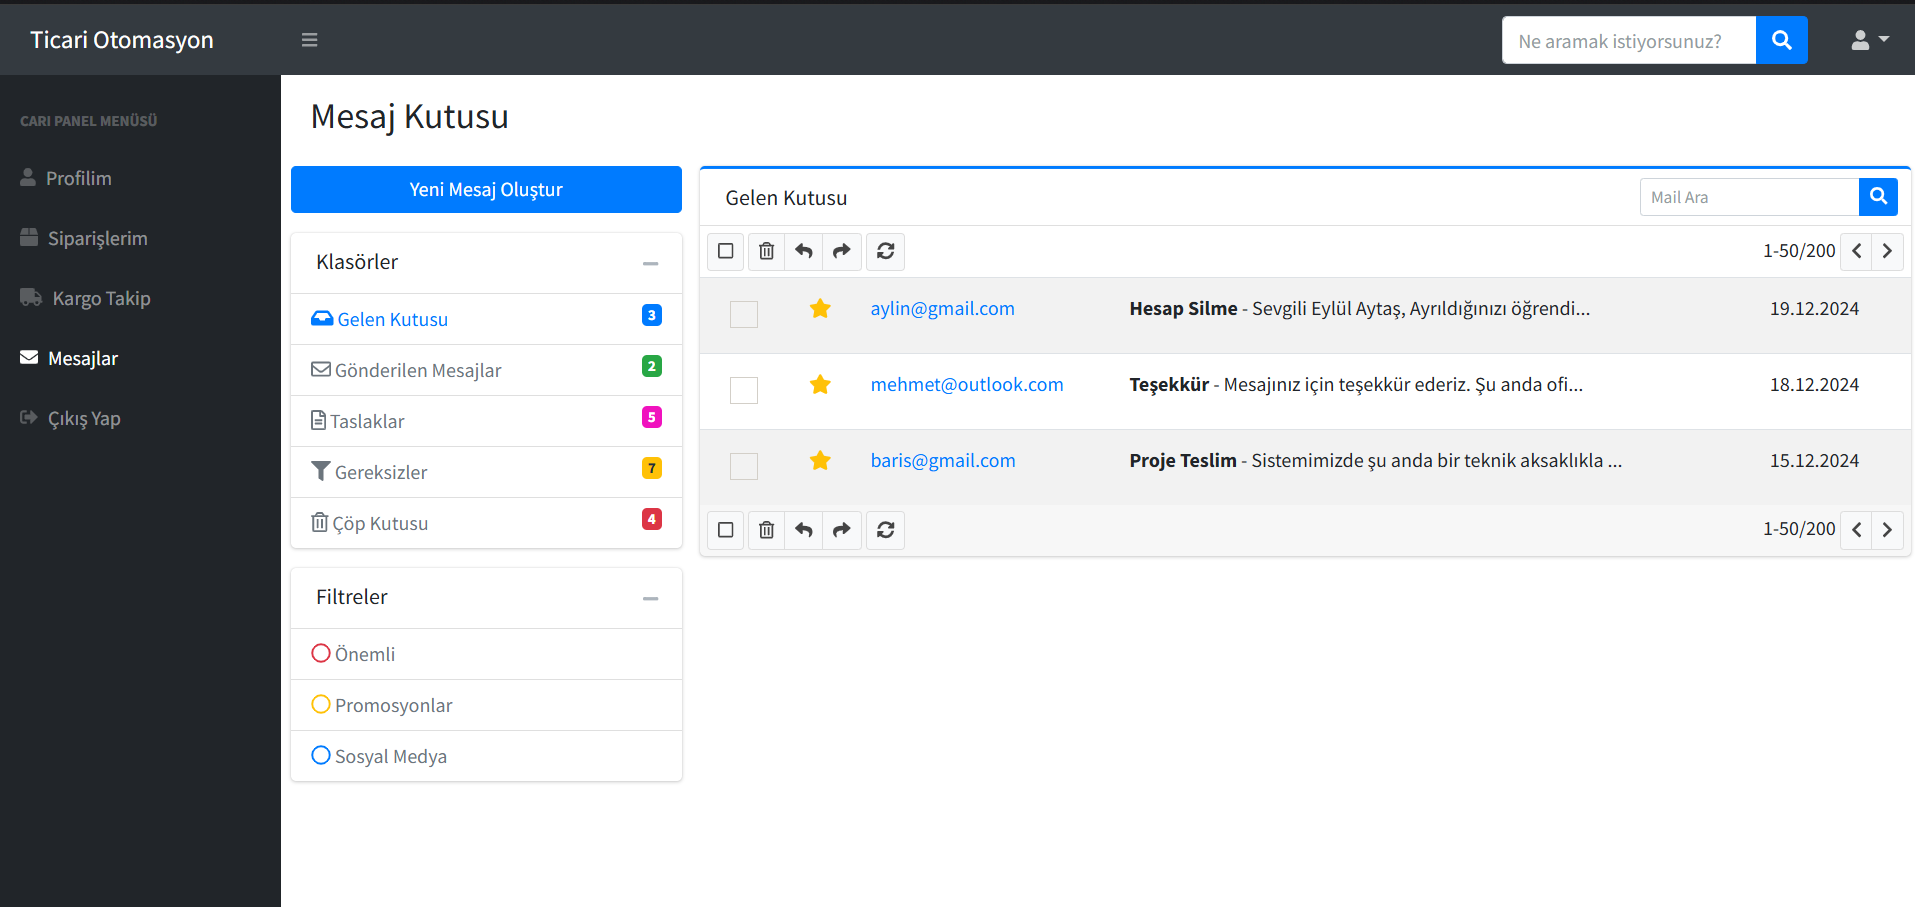 Ticari Otomasyon
Ne aramak istiyorsunuz?
CARI PANEL MENÜSÜ
Profilim
Siparişlerim
Kargo Takip
Mesajlar
Çıkış Yap
Mesaj Kutusu
Yeni Mesaj Oluştur
Klasörler
Gelen Kutusu 3
Gönderilen Mesajlar 2
Taslaklar 5
Gereksizler 7
Çöp Kutusu 4
Filtreler
Önemli
Promosyonlar
Sosyal Medya
Gelen Kutusu
Mail Ara
1-50/200
aylin@gmail.com Hesap Silme - Sevgili Eylül Aytaş, Ayrıldığınızı öğrendi... 19.12.2024
mehmet@outlook.com Teşekkür - Mesajınız için teşekkür ederiz. Şu anda ofi... 18.12.2024
baris@gmail.com Proje Teslim - Sistemimizde şu anda bir teknik aksaklıkla ... 15.12.2024
1-50/200